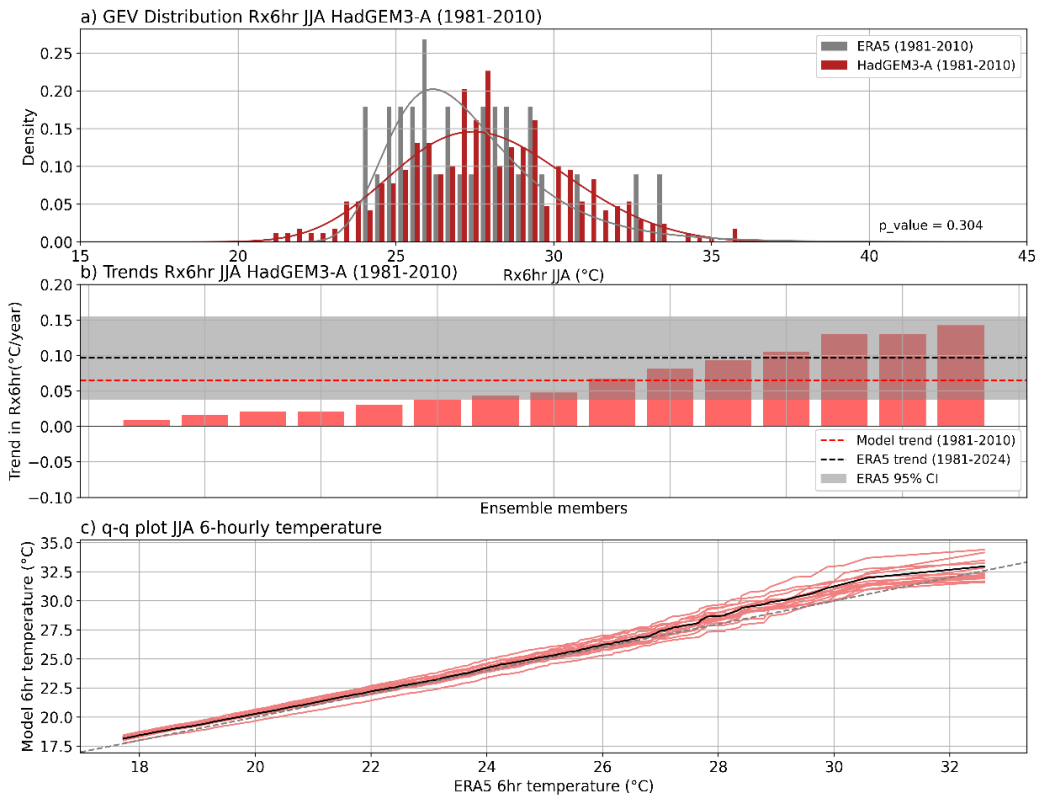 a) GEV Distribution Rx6hr JJA HadGEM3-A (1981-2010)
ERA5 (1981-2010)
HadGEM3-A (1981-2010)
Density
0.25
0.20
0.15
0.10
0.05
0.00
p_value = 0.304
15 20 25 30 35 40 45
Rx6hr JJA (°C)
b) Trends Rx6hr JJA HadGEM3-A (1981-2010)
Trend in Rx6hr(°C/year)
0.20
0.15
0.10
0.05
0.00
−0.05
−0.10
Model trend (1981-2010)
ERA5 trend (1981-2024)
ERA5 95% CI
Ensemble members
c) q-q plot JJA 6-hourly temperature
Model 6hr temperature (°C)
35.0
32.5
30.0
27.5
25.0
22.5
20.0
17.5
18 20 22 24 26 28 30 32
ERA5 6hr temperature (°C)